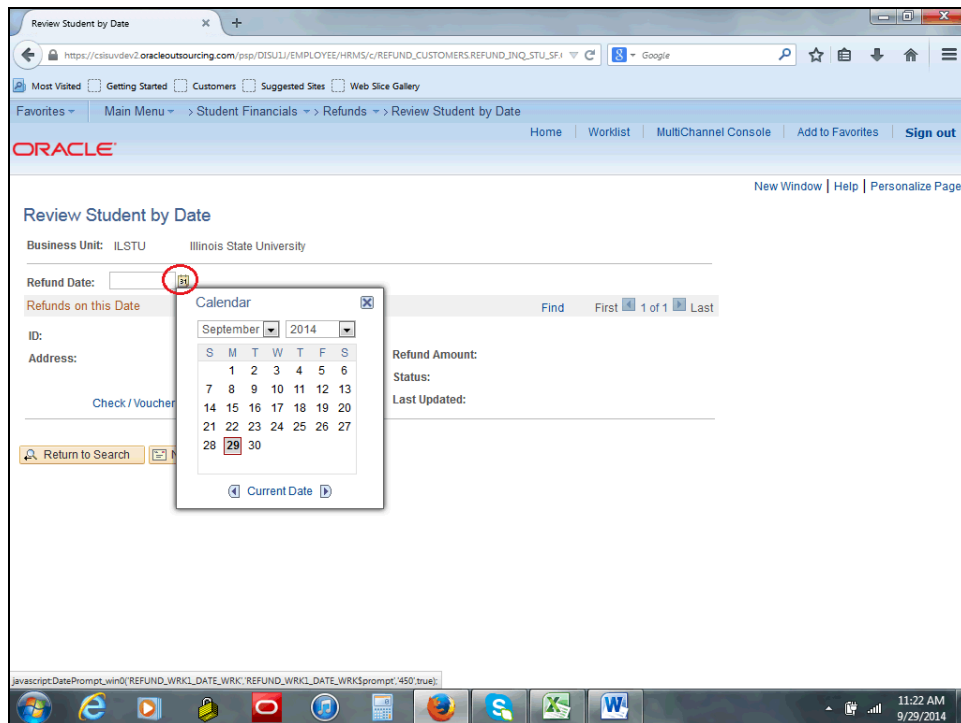 Review Student by Date
https://csisuvdev2.oracleoutsourcing.com/psp/DISU1J/EMPLOYEE/HRMS/c/REFUND_CUSTOMERS.REFUND_INQ_STU_SF.( Google
Most Visited Getting Started Customers Suggested Sites Web Slice Gallery
Favorites Main Menu > Student Financials > Refunds > Review Student by Date
Home Worklist MultiChannel Console Add to Favorites Sign out
ORACLE
New Window | Help | Personalize Page
Review Student by Date
Business Unit: ILSTU Illinois State University
Refund Date: 31
Refunds on this Date Find First 1 of 1 Last
ID:
Address:
Refund Amount:
Status:
Last Updated:
Check / Voucher
Return to Search N
Calendar
September 2014
S M T W T F S
1 2 3 4 5 6
7 8 9 10 11 12 13
14 15 16 17 18 19 20
21 22 23 24 25 26 27
28 29 30
Current Date
javascript:DatePrompt_win0('REFUND_WRK1_DATE_WRK','REFUND_WRK1_DATE_WRK$prompt','450',true);
11:22 AM
9/29/2014